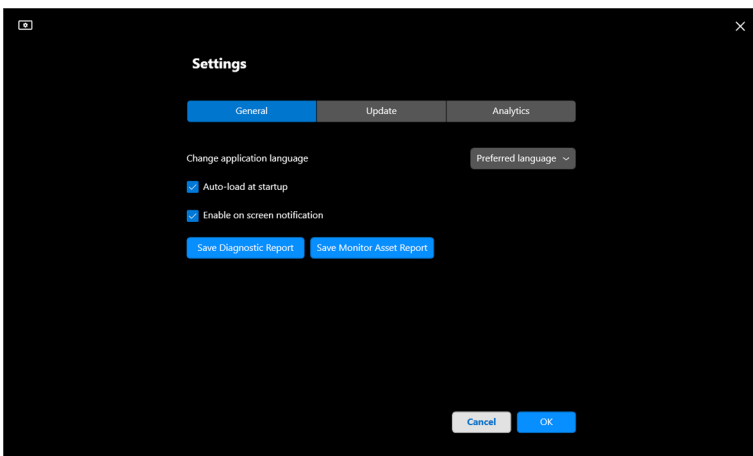 Settings
General Update Analytics
Change application language Preferred language
Auto-load at startup
Enable on screen notification
Save Diagnostic Report Save Monitor Asset Report
Cancel OK